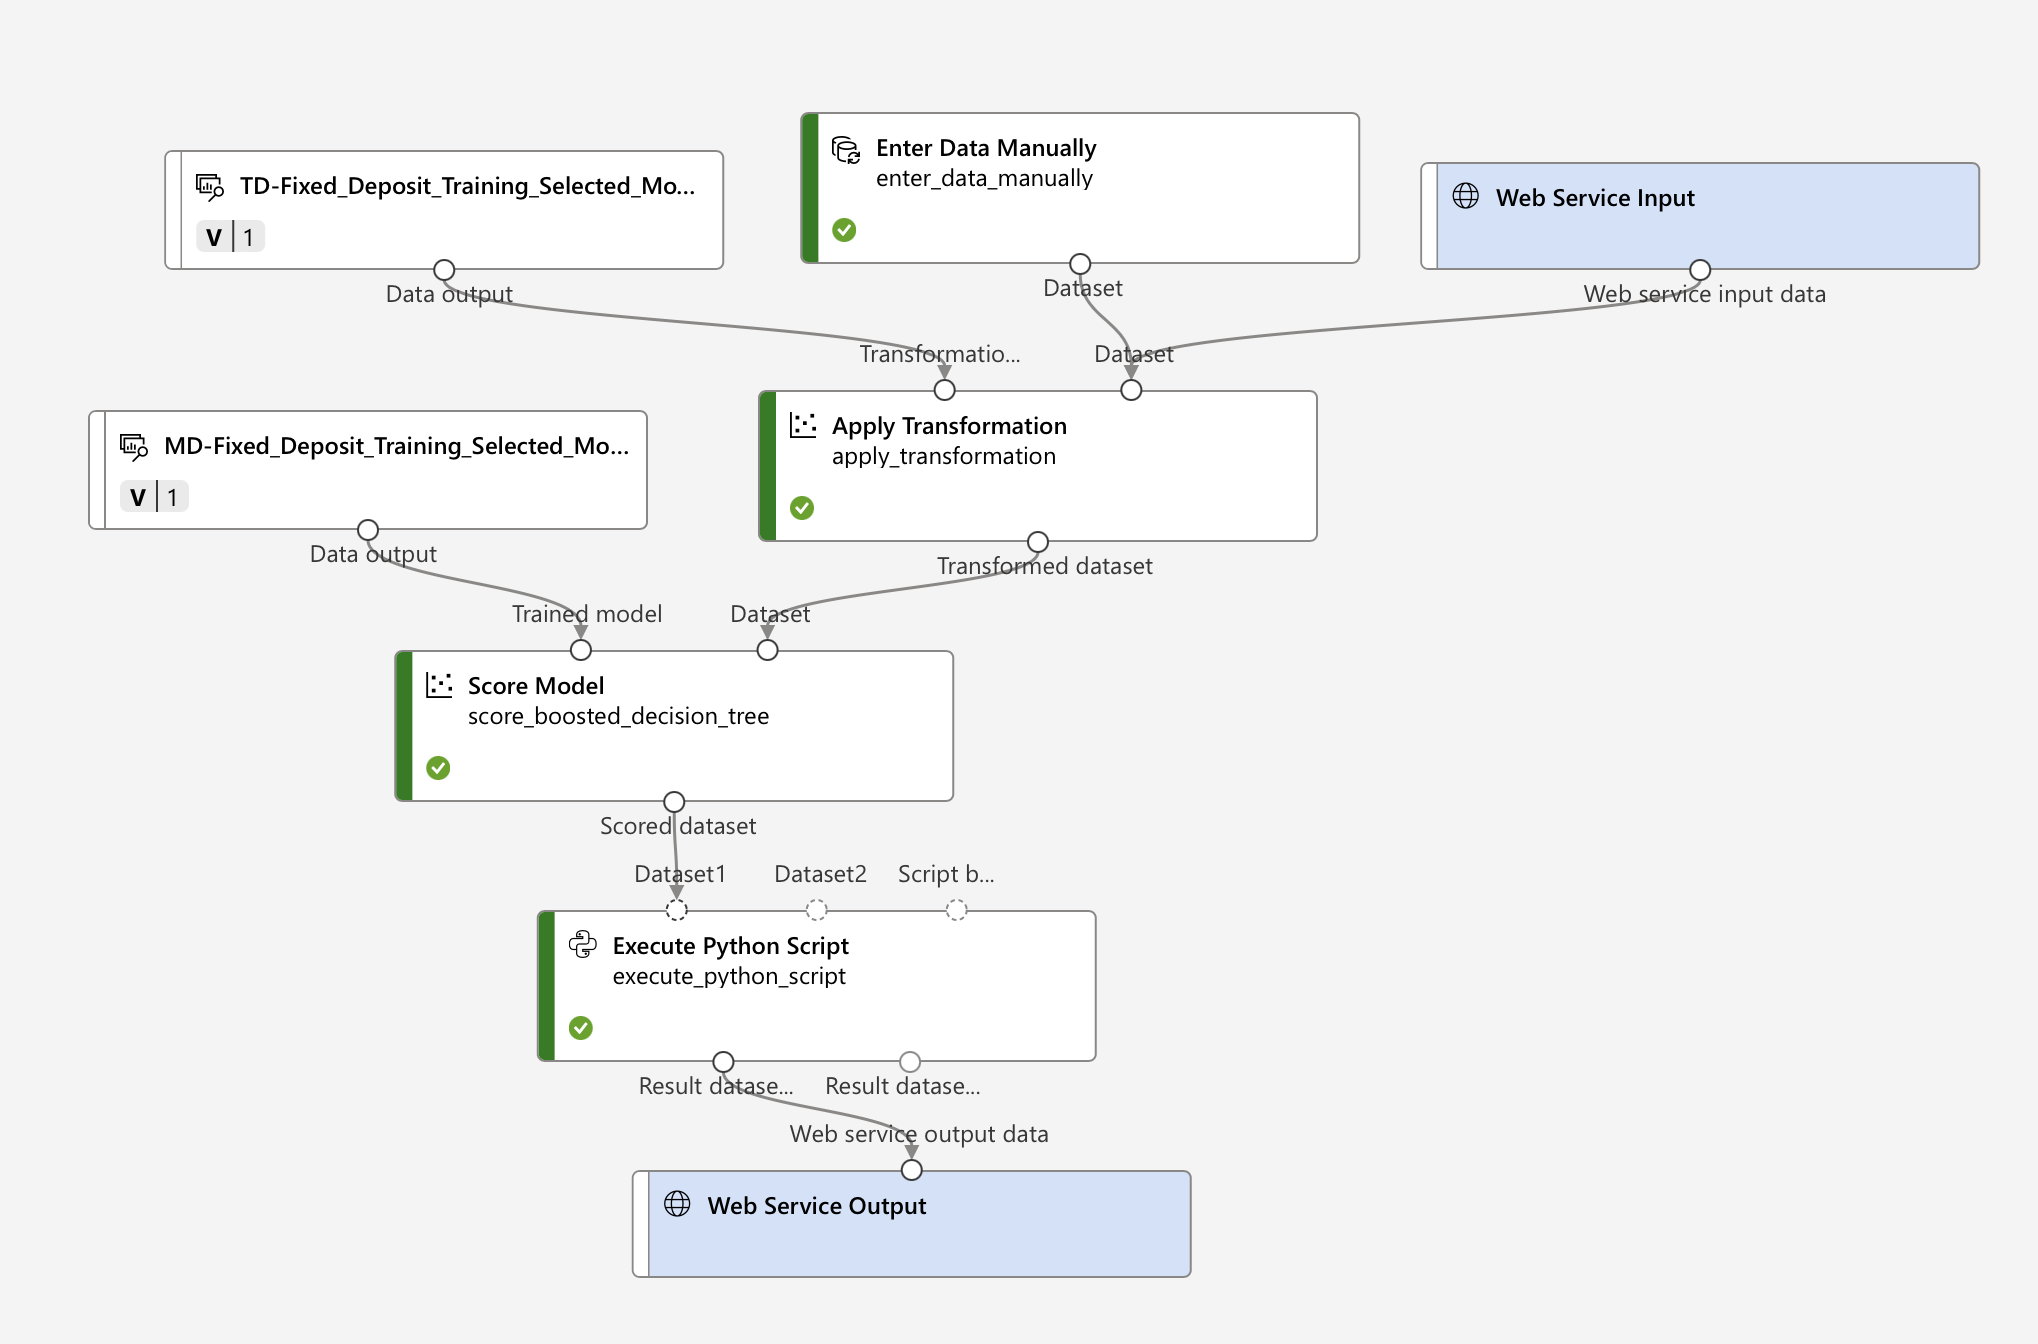 TD-Fixed_Deposit_Training_Selected_Mo...
V 1
Data output
Enter Data Manually
enter_data_manually
Dataset
Web Service Input
Web service input data
Transformatio...
Dataset
Apply Transformation
apply_transformation
Transformed dataset
MD-Fixed_Deposit_Training_Selected_Mo...
V 1
Data output
Trained model
Dataset
Score Model
score_boosted_decision_tree
Scored dataset
Dataset1
Dataset2
Script b...
Execute Python Script
execute_python_script
Result datase...
Result datase...
Web service output data
Web Service Output